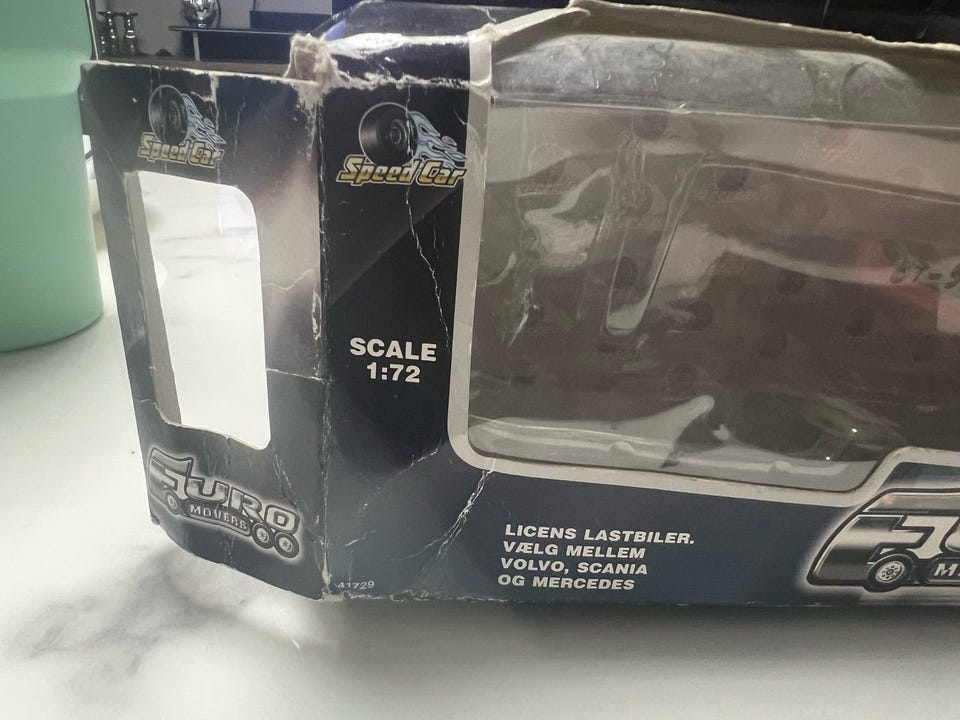 Speed Car
Speed Car
SCALE
1:72
EURO
MOVERS
41729
LICENS LASTBILER.
VÆLG MELLEM
VOLVO, SCANIA
OG MERCEDES